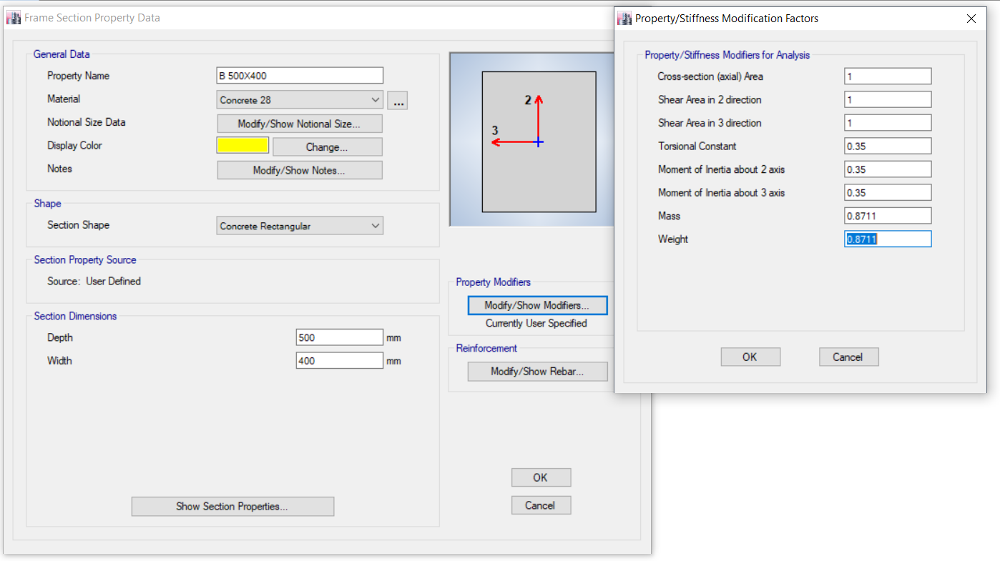 Frame Section Property Data
General Data
Property Name B 500X400
Material Concrete 28 ...
Notional Size Data Modify/Show Notional Size...
Display Color Change...
Notes Modify/Show Notes...
Shape
Section Shape Concrete Rectangular
Section Property Source
Source: User Defined
Section Dimensions
Depth 500 mm
Width 400 mm
Show Section Properties...
2
3
Property Modifiers
Modify/Show Modifiers...
Currently User Specified
Reinforcement
Modify/Show Rebar...
OK
Cancel
Property/Stiffness Modification Factors
Property/Stiffness Modifiers for Analysis
Cross-section (axial) Area 1
Shear Area in 2 direction 1
Shear Area in 3 direction 1
Torsional Constant 0.35
Moment of Inertia about 2 axis 0.35
Moment of Inertia about 3 axis 0.35
Mass 0.8711
Weight 0.8711
OK Cancel